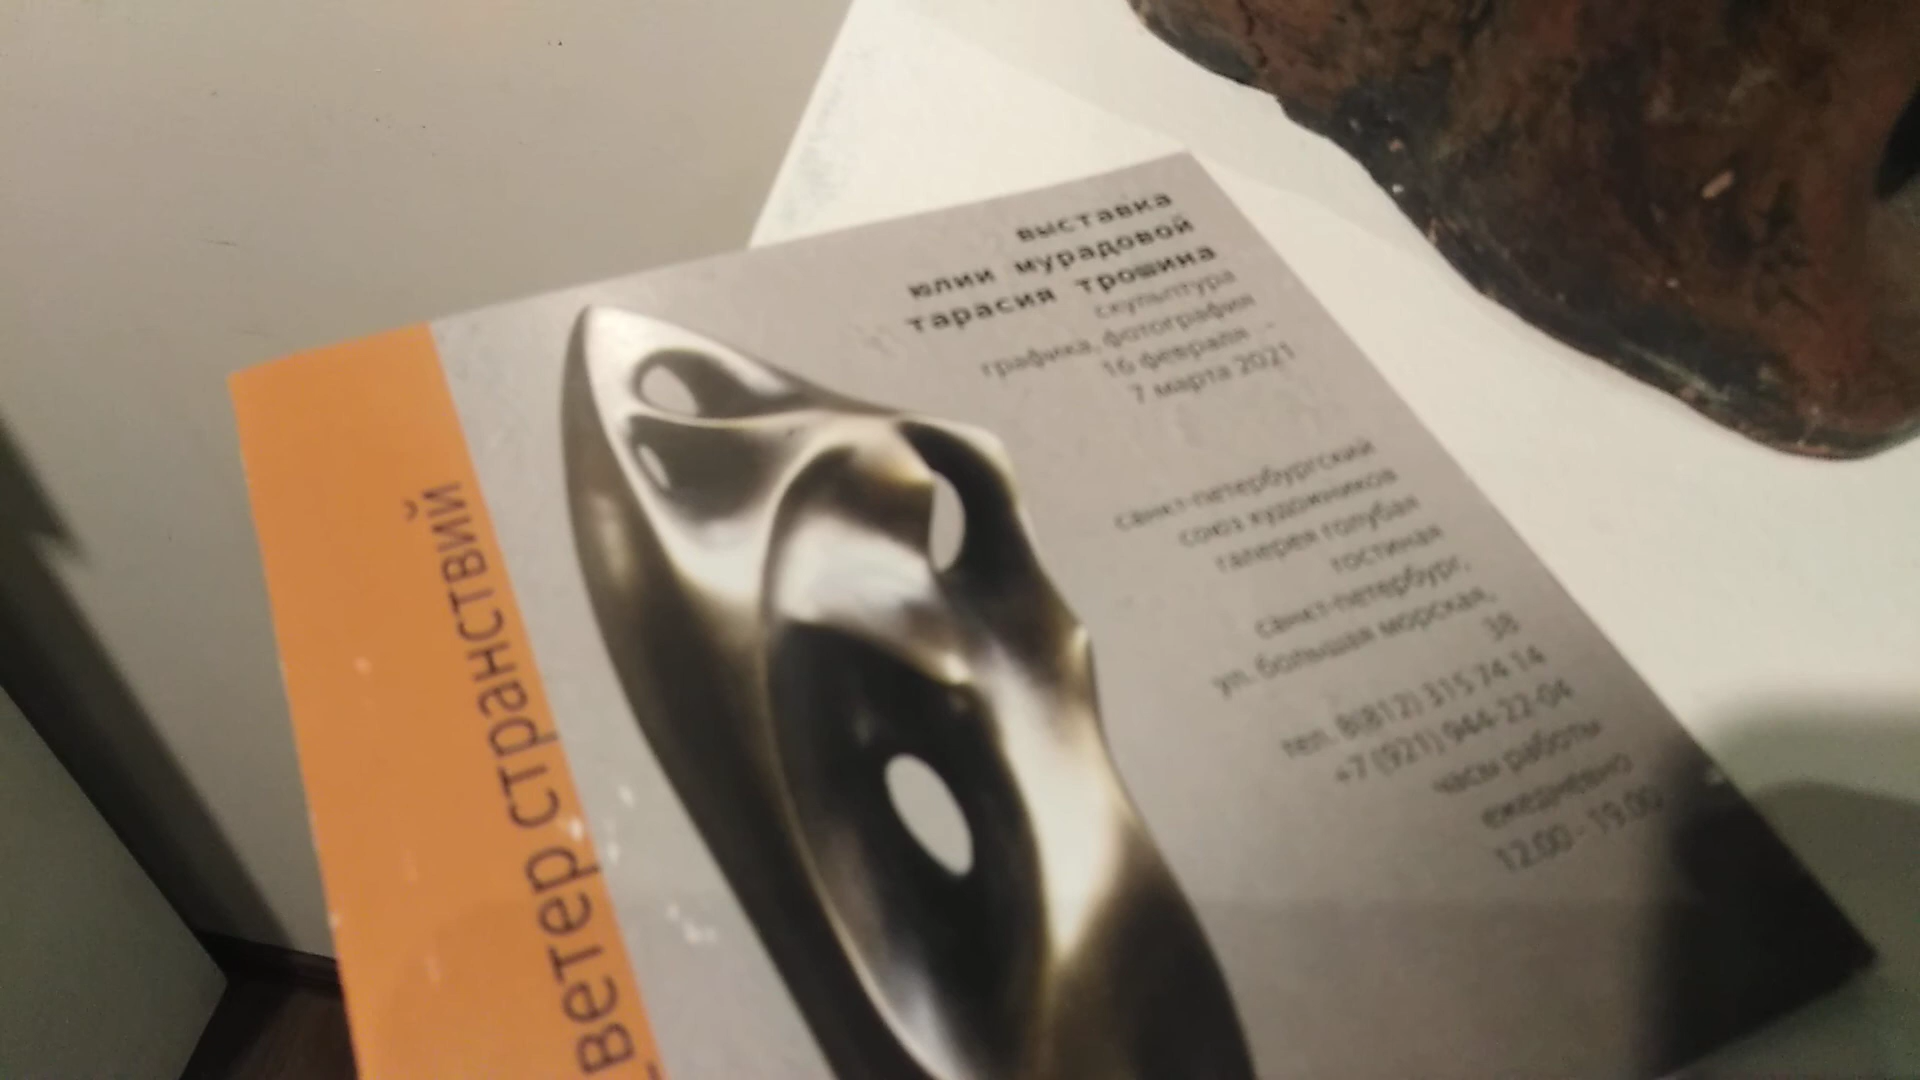 ветер странствий
выставка
юлии мурадовой
тарасия трошина
скульптура
графика, фотография
16 февраля –
7 марта 2021
санкт-петербургский
союз художников
галерея голубая
гостиная
санкт-петербург,
ул. большая морская,
38
тел. 8(812) 315 74 14
+7 (921) 944-22-04
часы работы
ежедневно
12.00 - 19.00